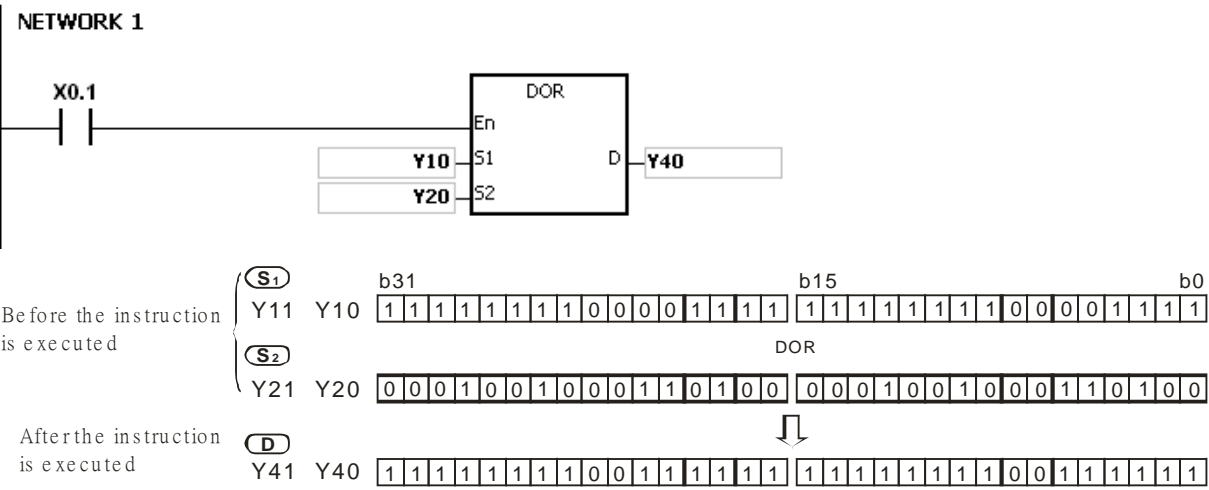 NETWORK 1
X0.1
DOR
En
Y10 S1 D Y40
Y20 S2
S1 b31 b15 b0
Y11 Y10 1 1 1 1 1 1 1 1 0 0 0 0 1 1 1 1 1 1 1 1 1 1 1 1 0 0 0 0 1 1 1 1
Before the instruction
is executed
S2 DOR
Y21 Y20 0 0 0 1 0 0 1 0 0 0 1 1 0 1 0 0 0 0 0 1 0 0 1 0 0 0 1 1 0 1 0 0
After the instruction
is executed
D
Y41 Y40 1 1 1 1 1 1 1 1 0 0 1 1 1 1 1 1 1 1 1 1 1 1 1 1 0 0 1 1 1 1 1 1